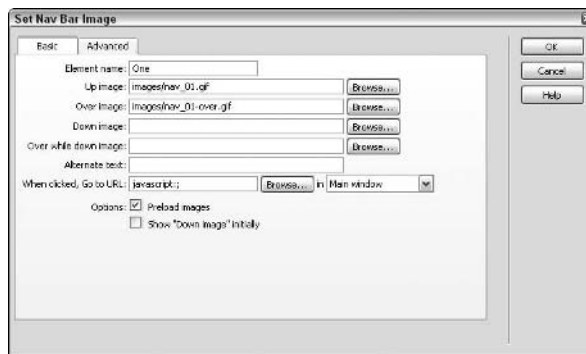 Set Nav Bar Image
Basic Advanced
OK
Cancel
Help
Element name: One
Up image: images/nav_01.gif Browse...
Over image: images/nav_01-over.gif Browse...
Down image: Browse...
Over while down image: Browse...
Alternate text:
When clicked, Go to URL: javascript:; Browse... in Main window
Options: Preload images
Show "Down image" initially